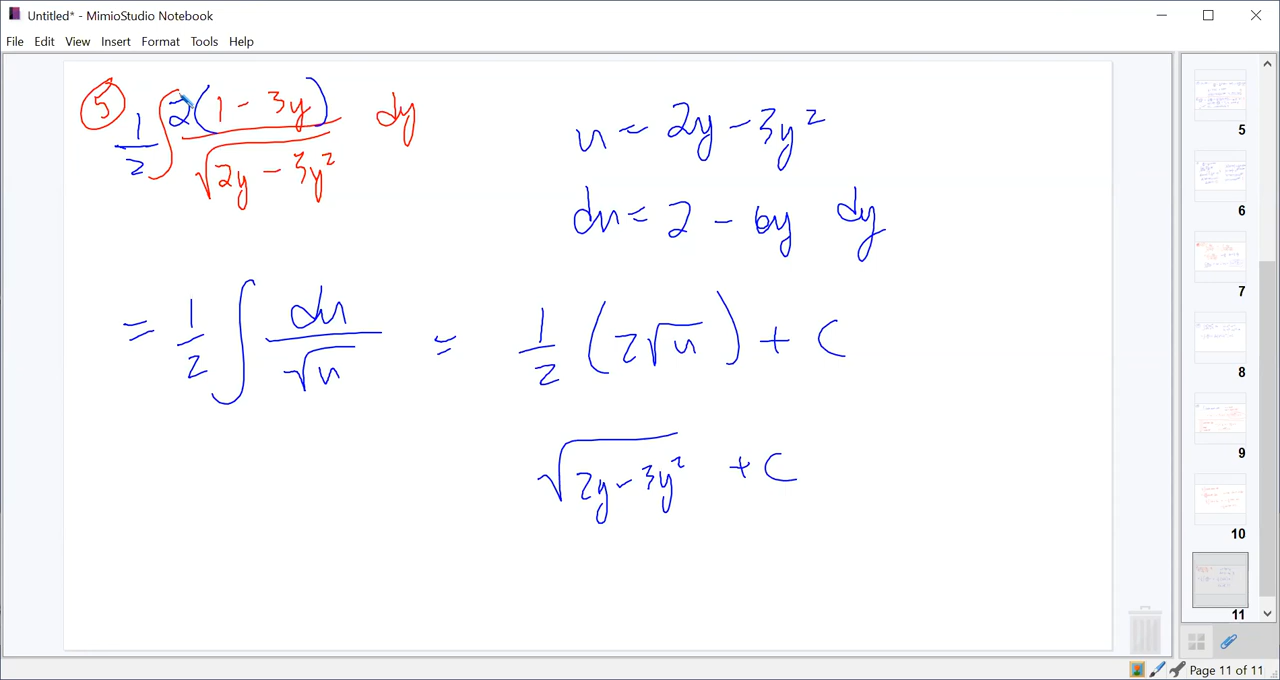 Untitled* - MimioStudio Notebook
File Edit View Insert Format Tools Help
5 1/2 ∫ 2(1 - 3y) / √(2y - 3y²) dy
u = 2y - 3y²
du = 2 - 6y dy
= 1/2 ∫ du/√u = 1/2 (2√u) + C
√(2y - 3y²) + C
5
6
7
8
9
10
11
Page 11 of 11